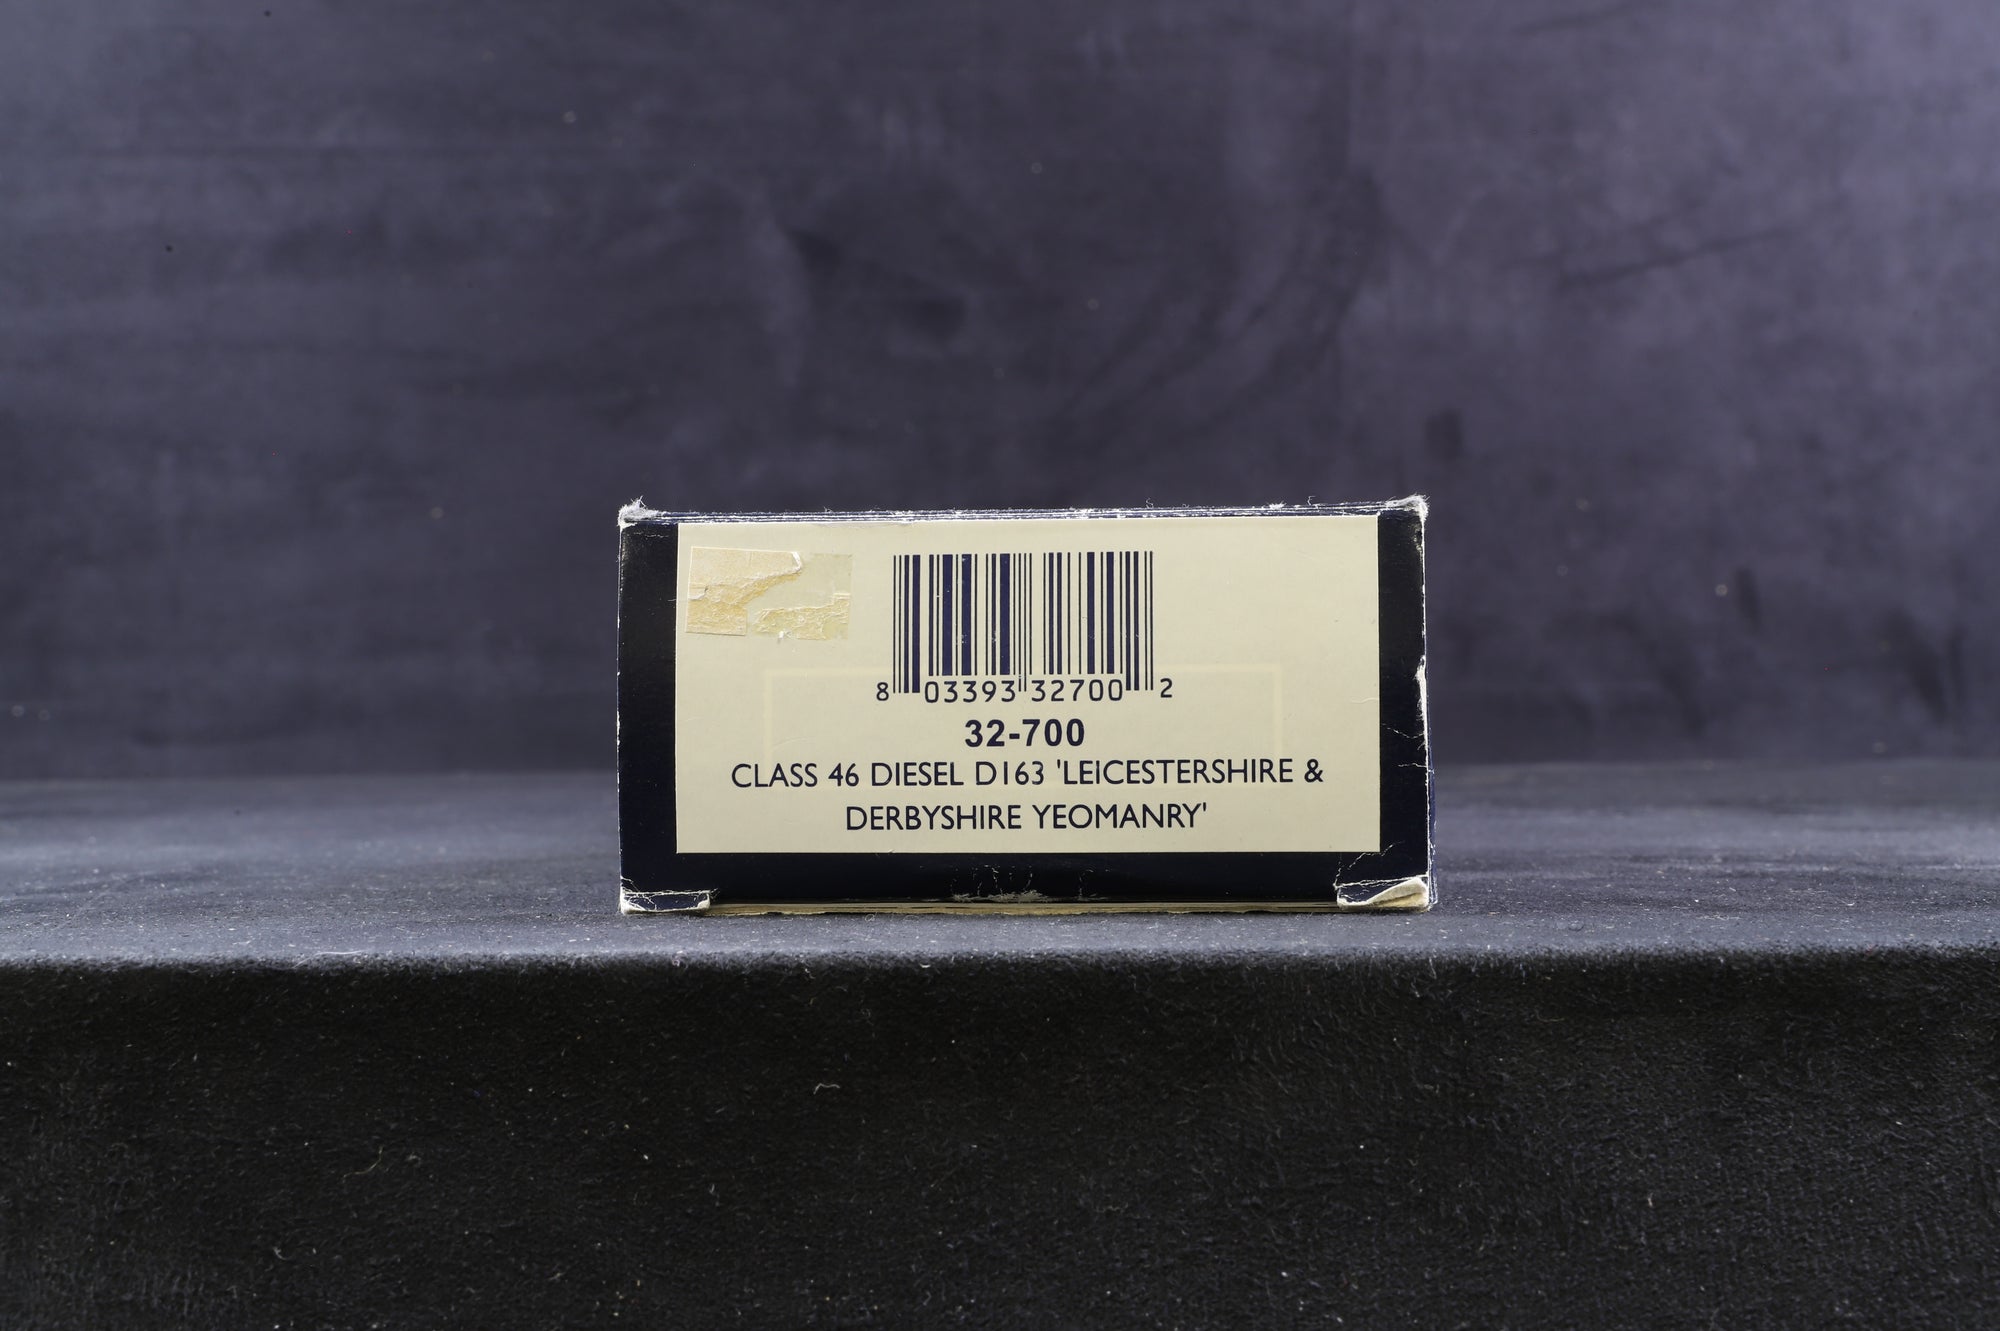 8 03393 32700 2
32-700
CLASS 46 DIESEL D163 'LEICESTERSHIRE &
DERBYSHIRE YEOMANRY'